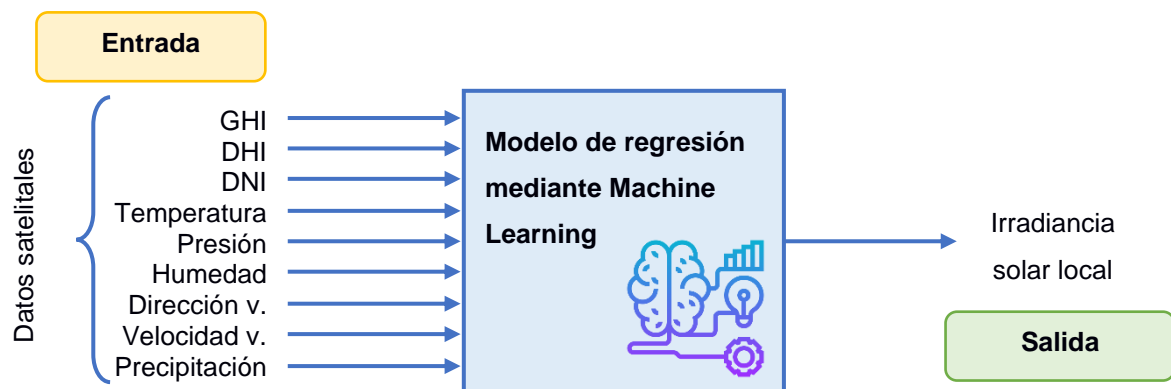 Entrada
Datos satelitales
GHI
DHI
DNI
Temperatura
Presión
Humedad
Dirección v.
Velocidad v.
Precipitación
Modelo de regresión
mediante Machine
Learning
Irradiancia
solar local
Salida